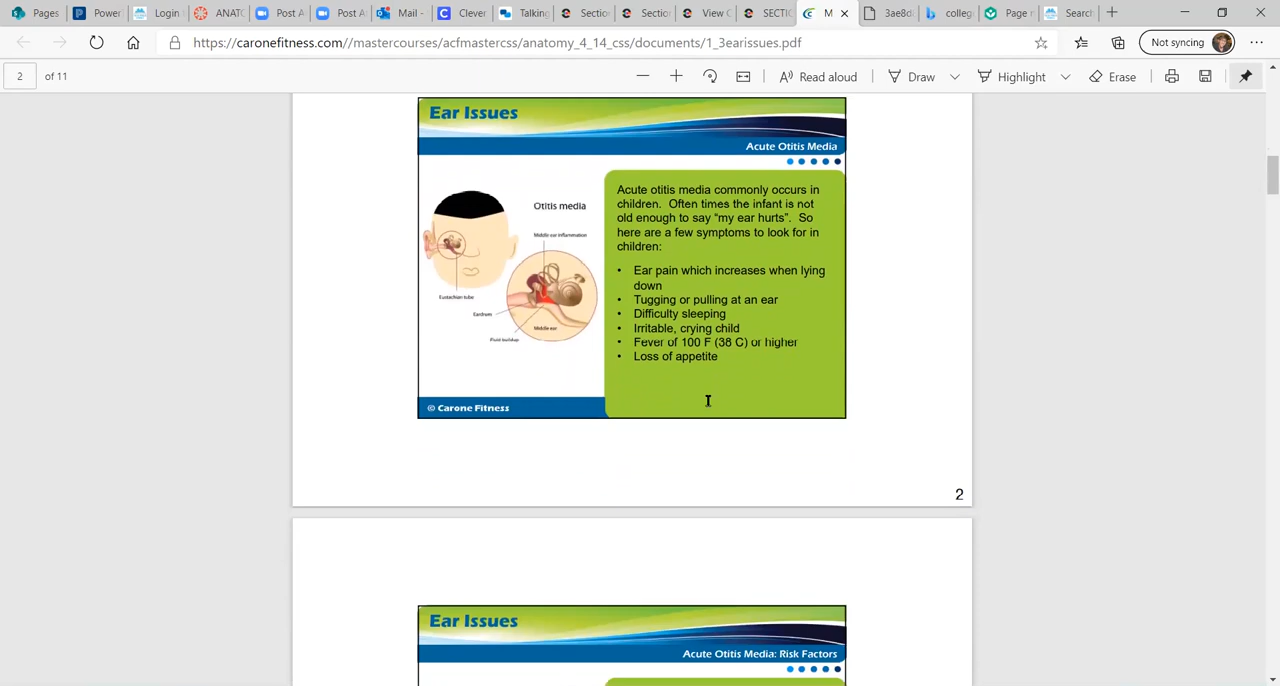 Pages
Power
Login
ANATO
Post A
Post A
Mail -
Clever
Talking
Section
Section
View C
SECTIO
M
3ae8d
colleg
Page n
Search
https://caronefitness.com//mastercourses/acfmastercss/anatomy_4_14_css/documents/1_3earissues.pdf
Not syncing
2 of 11
Read aloud
Draw
Highlight
Erase
Ear Issues
Acute Otitis Media
Otitis media
Middle ear inflamation
Eustachian tube
Eardrum
Middle ear
Fluid buildup
Acute otitis media commonly occurs in
children. Often times the infant is not
old enough to say “my ear hurts”. So
here are a few symptoms to look for in
children:
• Ear pain which increases when lying
down
• Tugging or pulling at an ear
• Difficulty sleeping
• Irritable, crying child
• Fever of 100 F (38 C) or higher
• Loss of appetite
© Carone Fitness
2
Ear Issues
Acute Otitis Media: Risk Factors